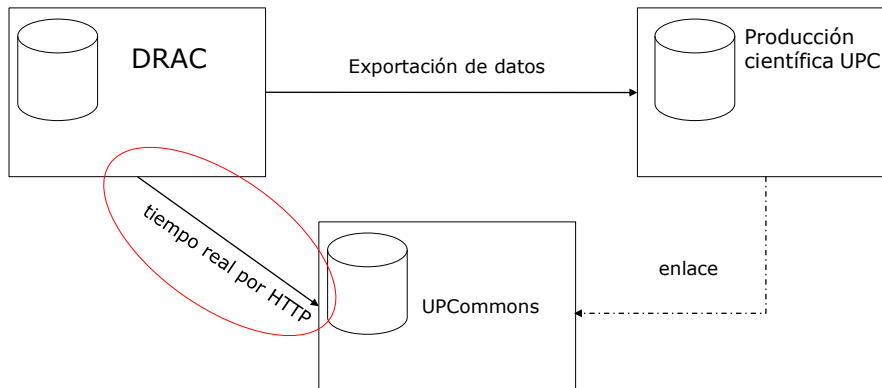 DRAC
Exportación de datos
Producción
científica UPC
tiempo real por HTTP
UPCommons
enlace